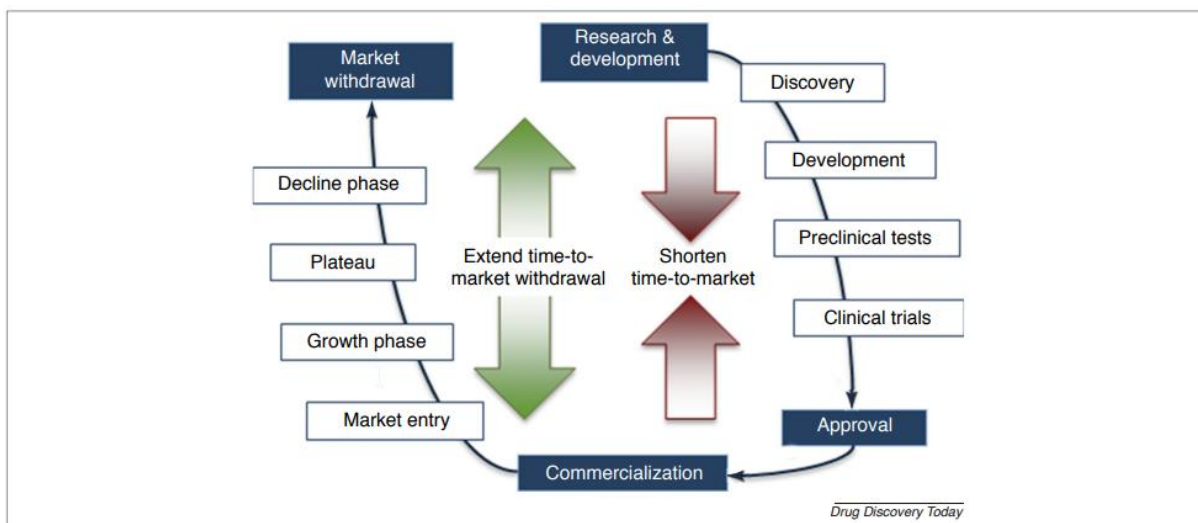 Research &
development
Discovery
Development
Preclinical tests
Clinical trials
Approval
Commercialization
Market entry
Growth phase
Plateau
Decline phase
Market
withdrawal
Extend time-to-
market withdrawal
Shorten
time-to-market
Drug Discovery Today